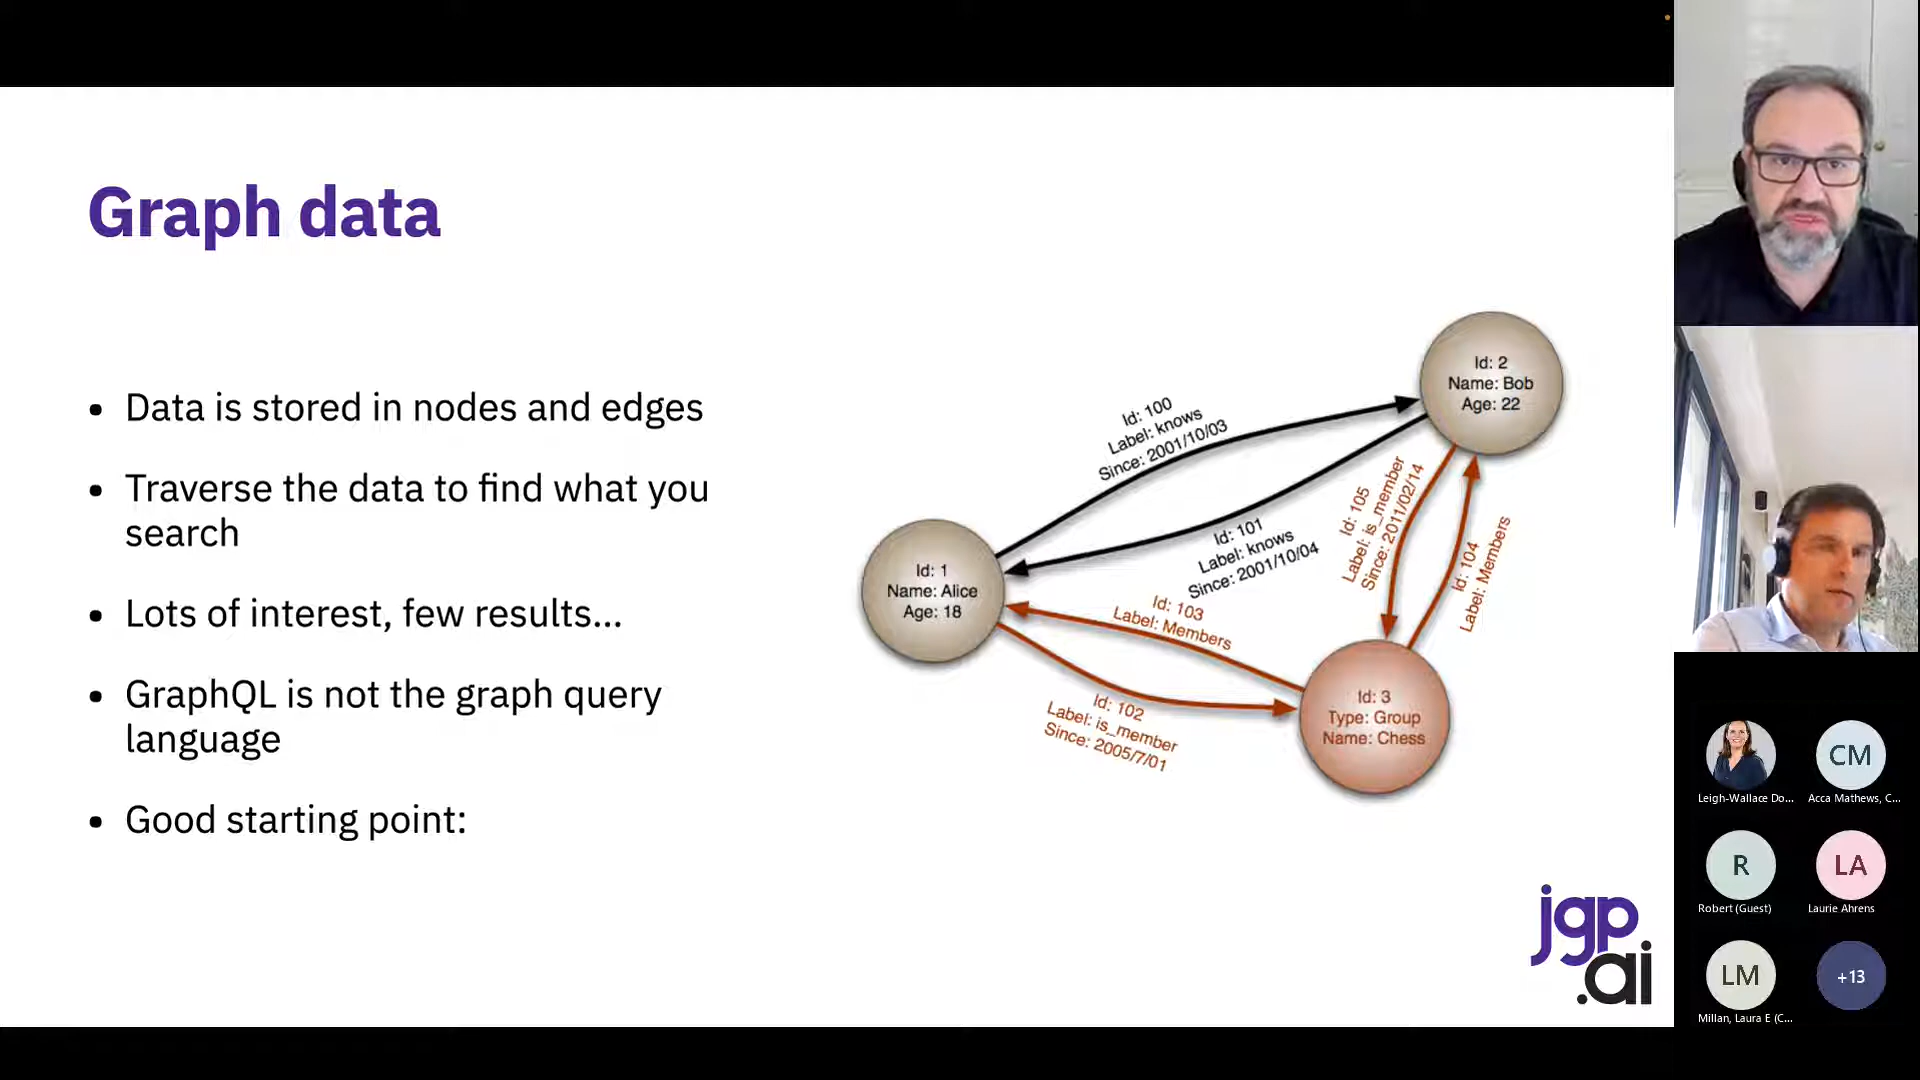 Graph data
Data is stored in nodes and edges
Traverse the data to find what you
search
Lots of interest, few results...
GraphQL is not the graph query
language
Good starting point:
Id: 2
Name: Bob
Age: 22
Id: 100
Label: knows
Since: 2001/10/03
Id: 101
Label: knows
Since: 2001/10/04
Id: 105
Label: is_member
Since: 2011/02/14
Id: 104
Label: Members
Id: 1
Name: Alice
Age: 18
Id: 103
Label: Members
Id: 102
Label: is_member
Since: 2005/7/01
Id: 3
Type: Group
Name: Chess
jgp
.ai
Leigh-Wallace Do...
CM
Acca Mathews, C...
R
Robert (Guest)
LA
Laurie Ahrens
LM
Millan, Laura E (C...
+13